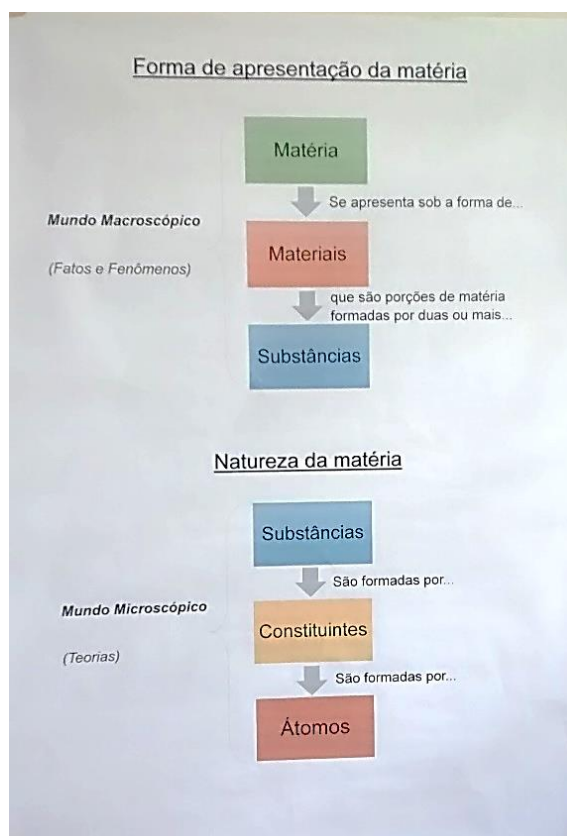 Forma de apresentação da matéria
Matéria
Se apresenta sob a forma de...
Mundo Macroscópico
Materiais
(Fatos e Fenômenos)
que são porções de matéria
formadas por duas ou mais...
Substâncias
Natureza da matéria
Substâncias
São formadas por...
Mundo Microscópico
Constituintes
(Teorias)
São formadas por...
Átomos